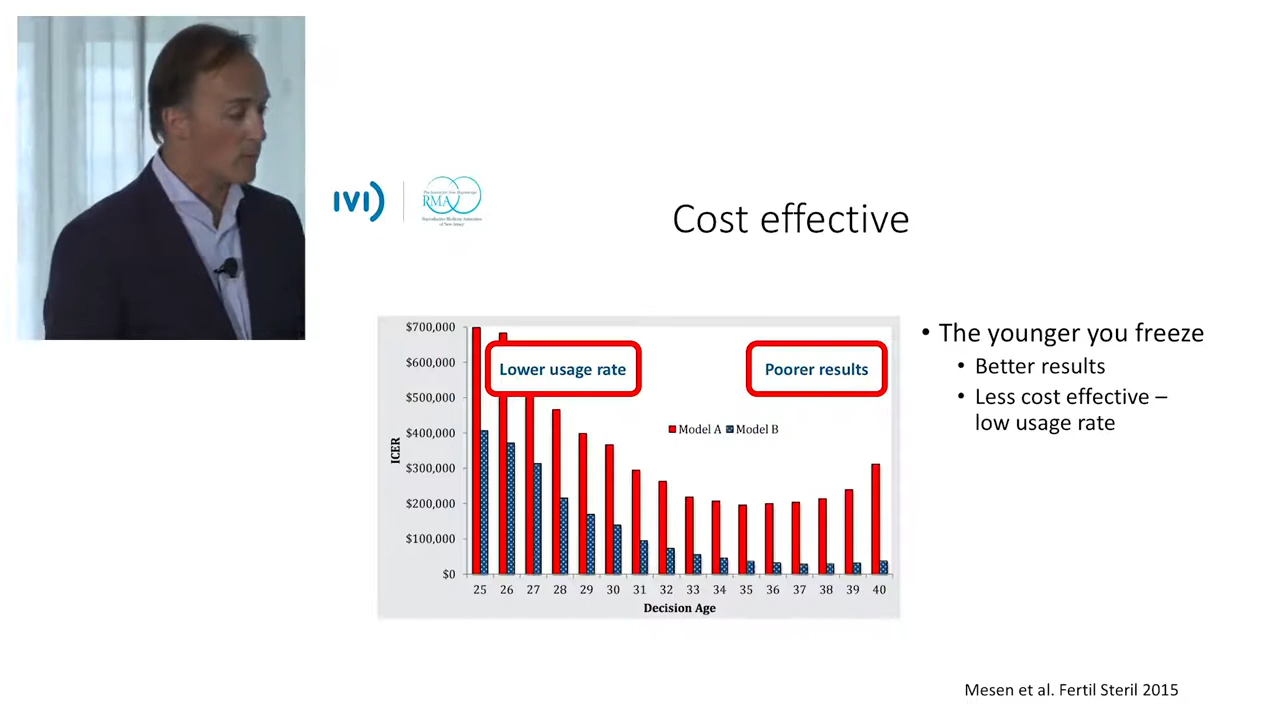 IVI)
RMA
Cost effective
$700,000
$600,000
$500,000
$400,000
$300,000
$200,000
$100,000
$0
ICER
Lower usage rate
Poorer results
Model A
Model B
25 26 27 28 29 30 31 32 33 34 35 36 37 38 39 40
Decision Age
• The younger you freeze
• Better results
• Less cost effective –
low usage rate
Mesen et al. Fertil Steril 2015